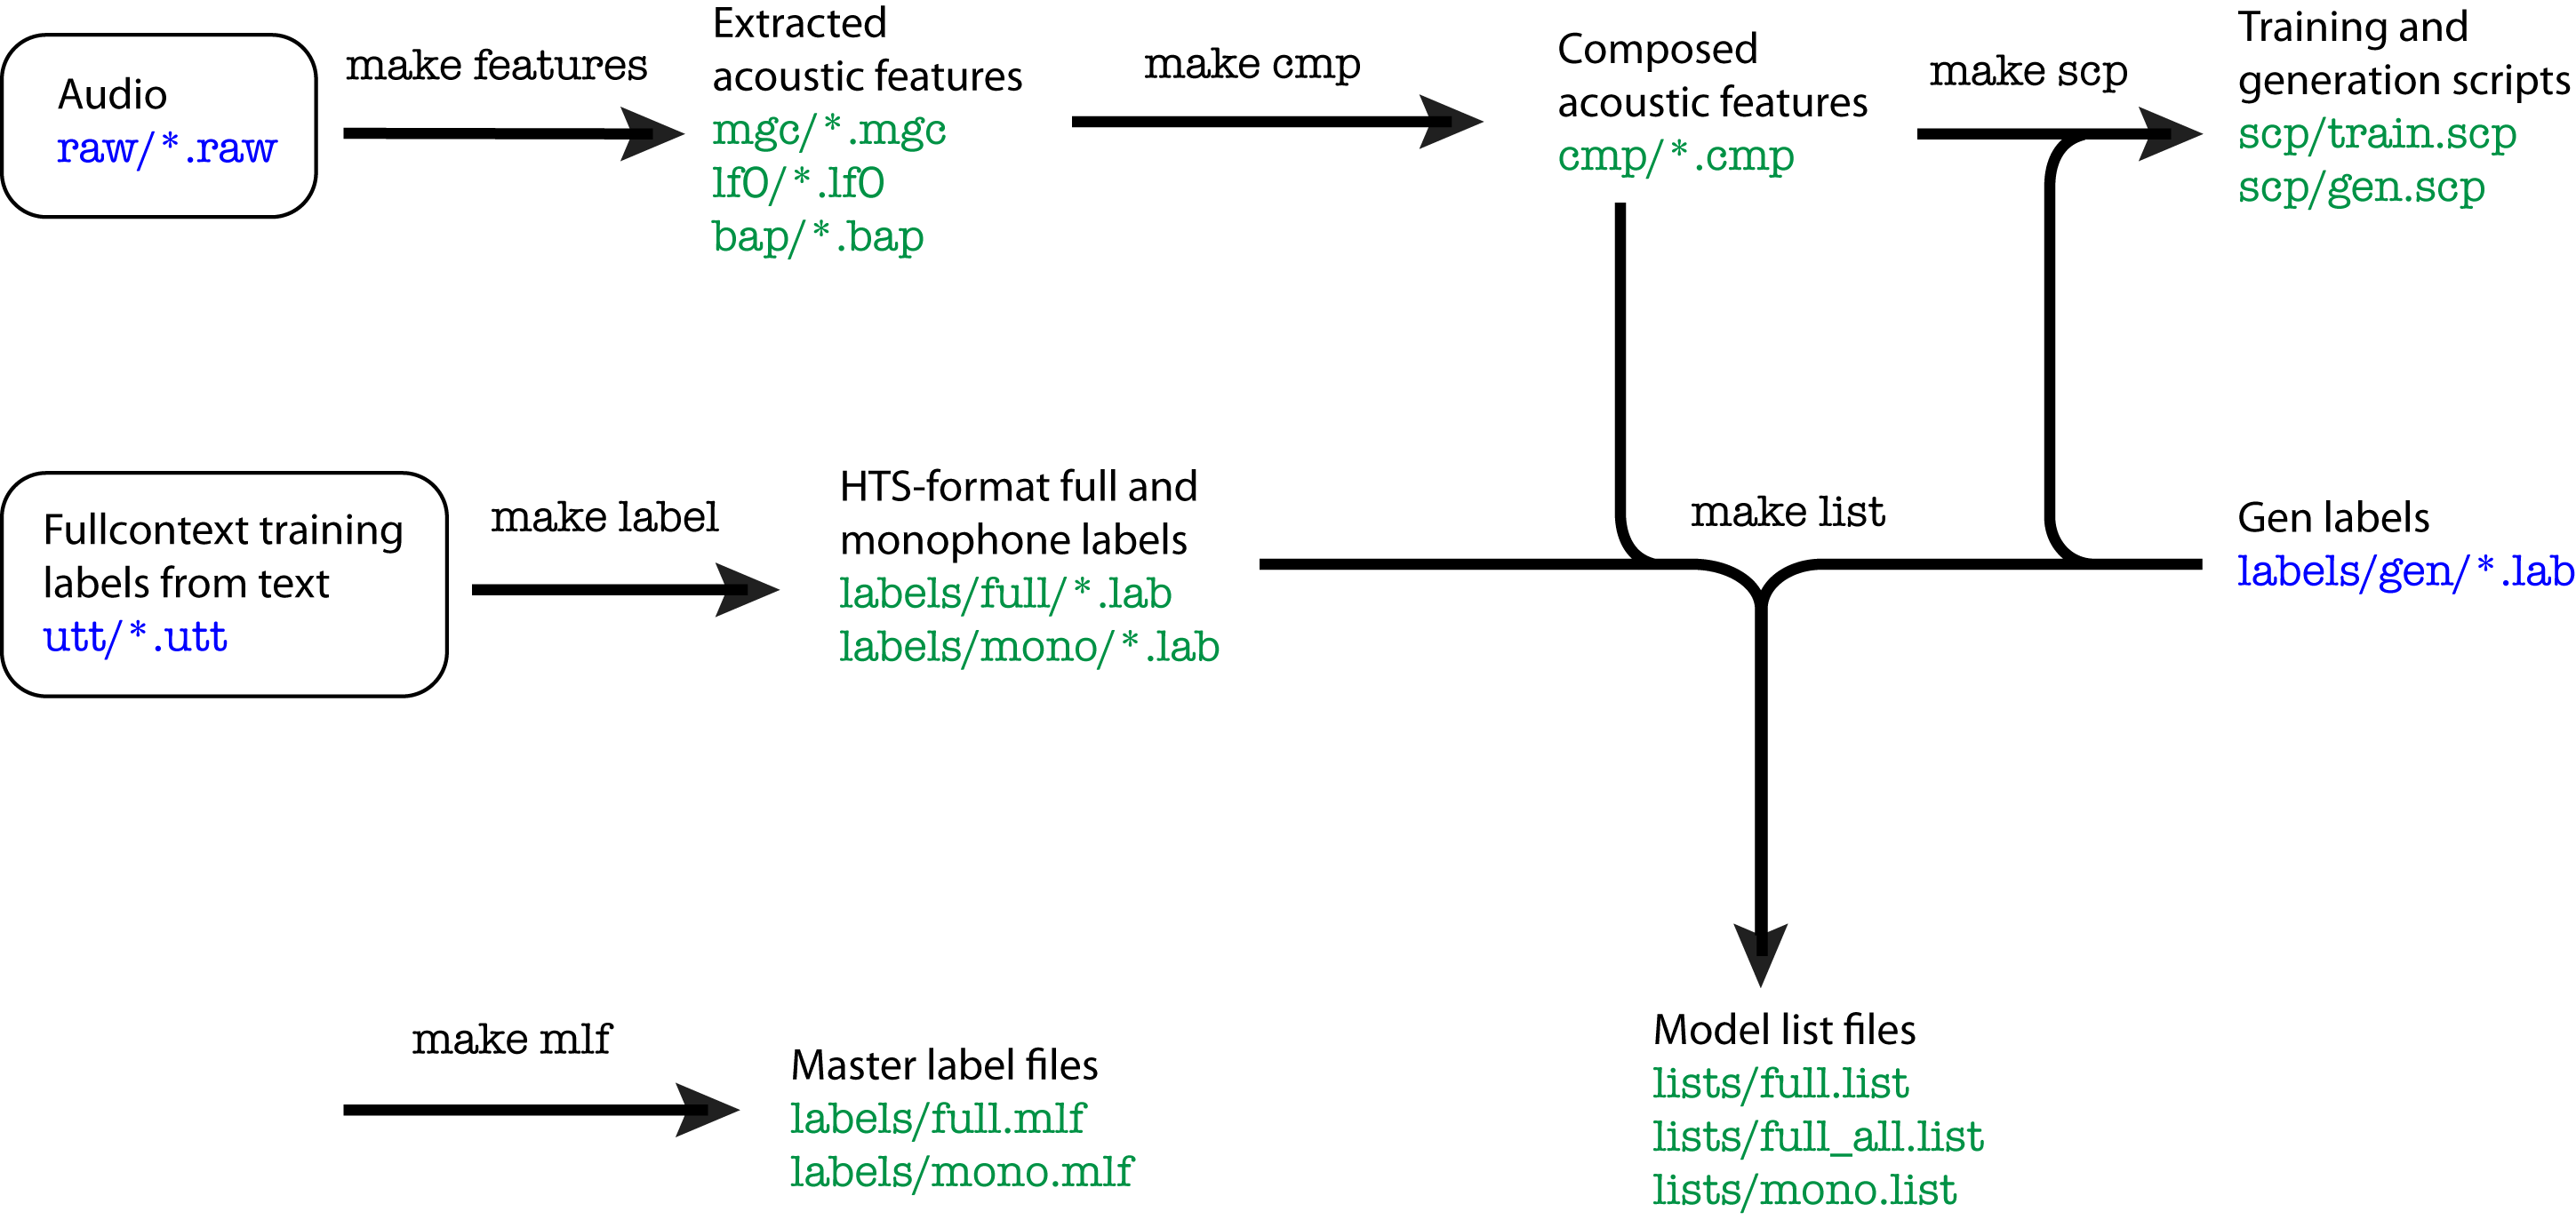 Audio
raw/*.raw
make features
Extracted
acoustic features
mgc/*.mgc
lf0/*.lf0
bap/*.bap
make cmp
Composed
acoustic features
cmp/*.cmp
make scp
Training and
generation scripts
scp/train.scp
scp/gen.scp
Fullcontext training
labels from text
utt/*.utt
make label
HTS-format full and
monophone labels
labels/full/*.lab
labels/mono/*.lab
make list
Gen labels
labels/gen/*.lab
make mlf
Master label files
labels/full.mlf
labels/mono.mlf
Model list files
lists/full.list
lists/full_all.list
lists/mono.list